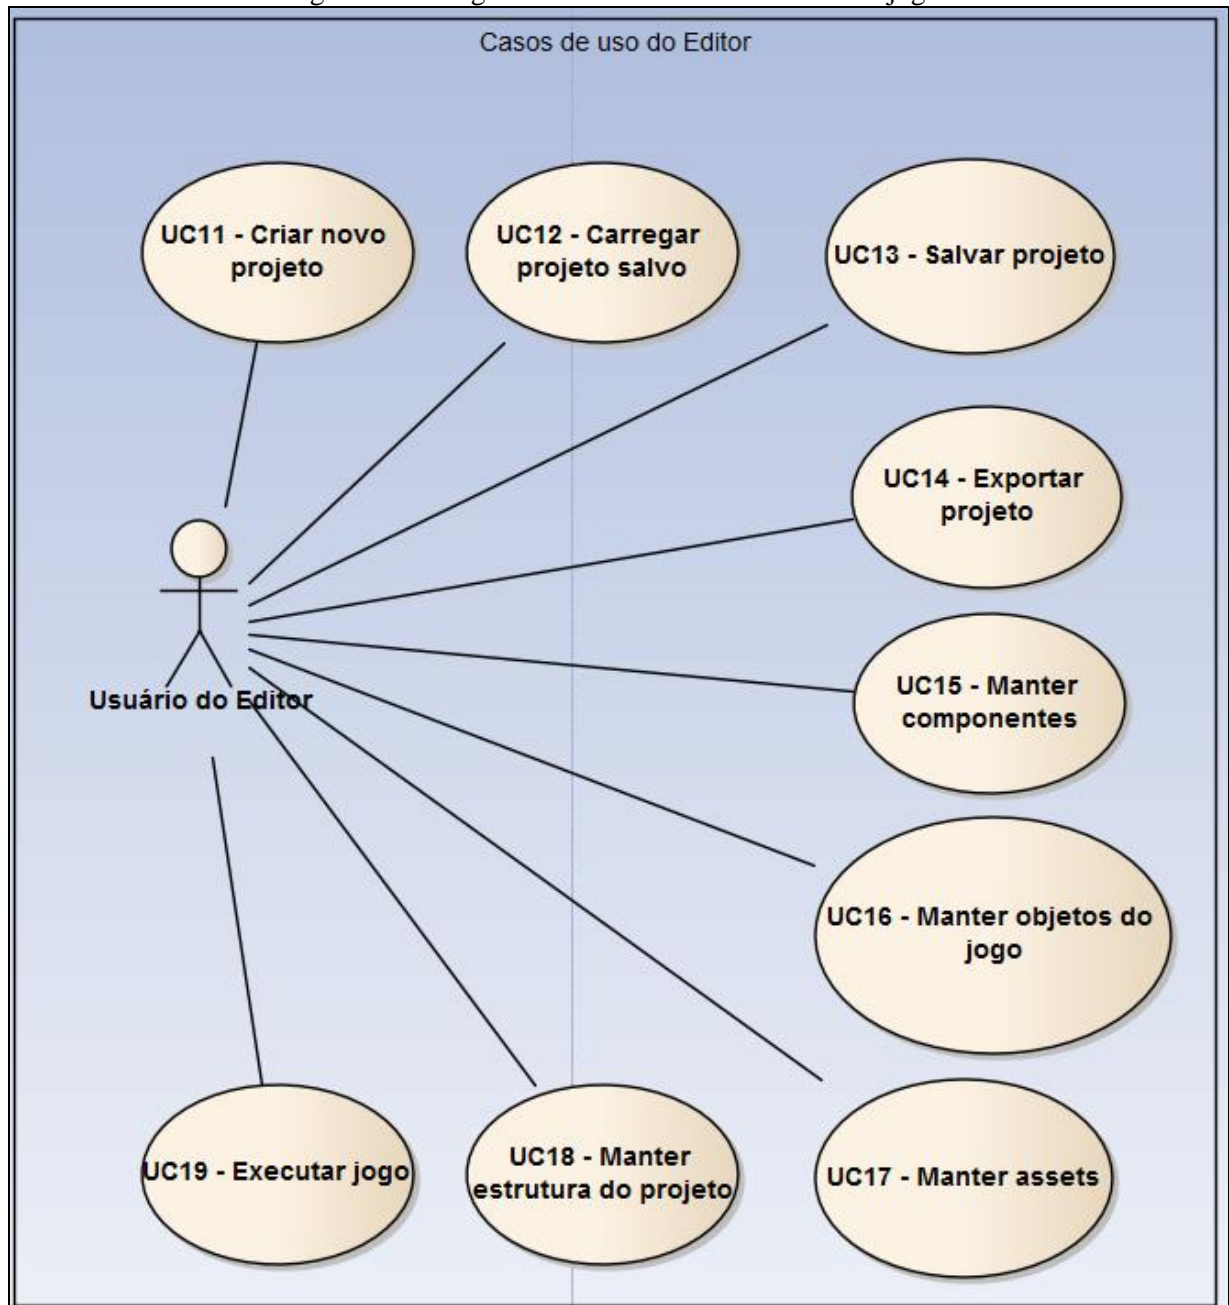 Casos de uso do Editor
UC11 - Criar novo
projeto
UC12 - Carregar
projeto salvo
UC13 - Salvar projeto
UC14 - Exportar
projeto
UC15 - Manter
componentes
Usuário do Editor
UC16 - Manter objetos do
jogo
UC19 - Executar jogo
UC18 - Manter
estrutura do projeto
UC17 - Manter assets